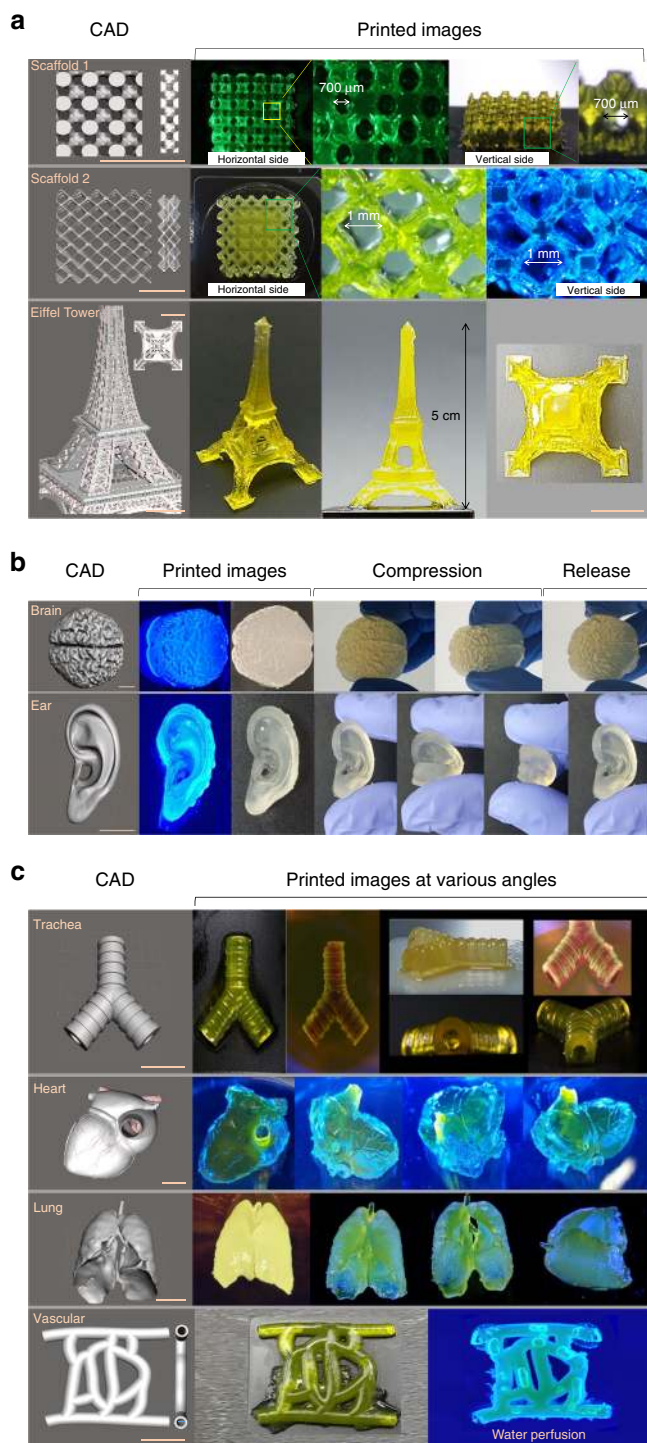 a
CAD
Printed images
Scaffold 1
700 μm
700 μm
Horizontal side
Vertical side
Scaffold 2
1 mm
1 mm
Horizontal side
Vertical side
Eiffel Tower
5 cm
b
CAD
Printed images
Compression
Release
Brain
Ear
c
CAD
Printed images at various angles
Trachea
Heart
Lung
Vascular
Water perfusion